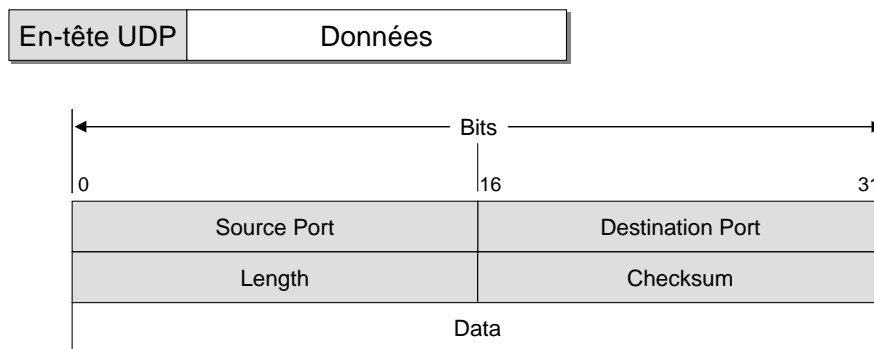 En-tête UDP Données
Bits
0 16 31
Source Port Destination Port
Length Checksum
Data